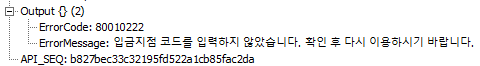 Output {} (2)
ErrorCode: 80010222
ErrorMessage: 입금지점 코드를 입력하지 않았습니다. 확인 후 다시 이용하시기 바랍니다.
API_SEQ: b827bec33c32195fd522a1cb85fac2da